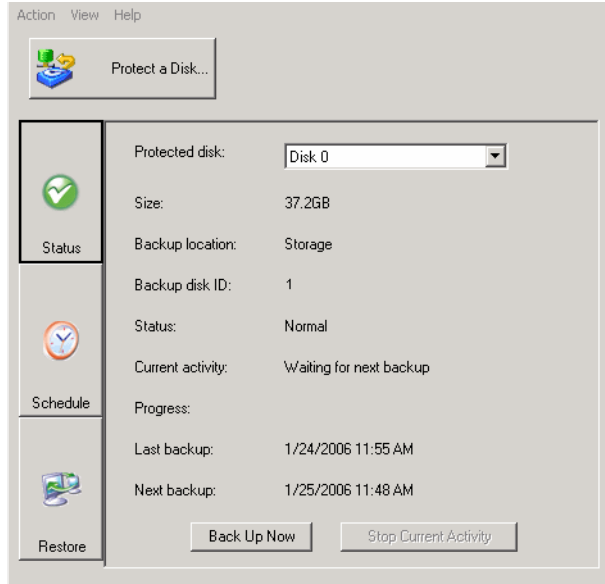 Action View Help
Protect a Disk...
Status
Schedule
Restore
Protected disk: Disk 0
Size: 37.2GB
Backup location: Storage
Backup disk ID: 1
Status: Normal
Current activity: Waiting for next backup
Progress:
Last backup: 1/24/2006 11:55 AM
Next backup: 1/25/2006 11:48 AM
Back Up Now Stop Current Activity